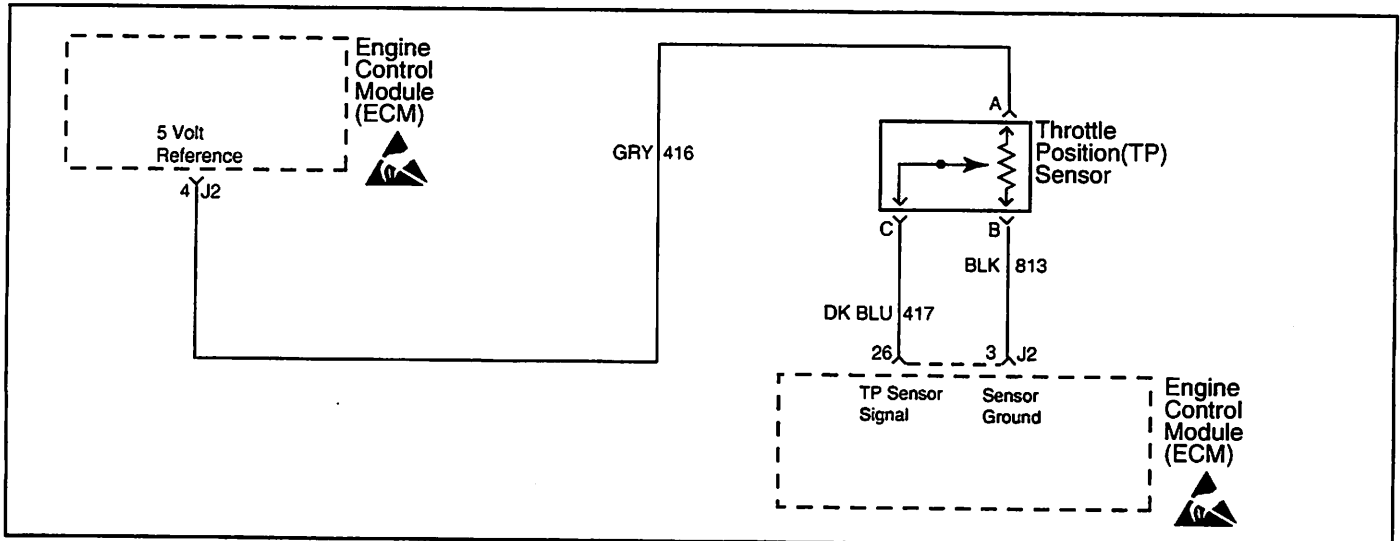 Engine
Control
Module
(ECM)
5 Volt
Reference
4 J2
GRY 416
A
Throttle
Position(TP)
Sensor
C B
BLK 813
DK BLU 417
26 3 J2
TP Sensor
Signal
Sensor
Ground
Engine
Control
Module
(ECM)